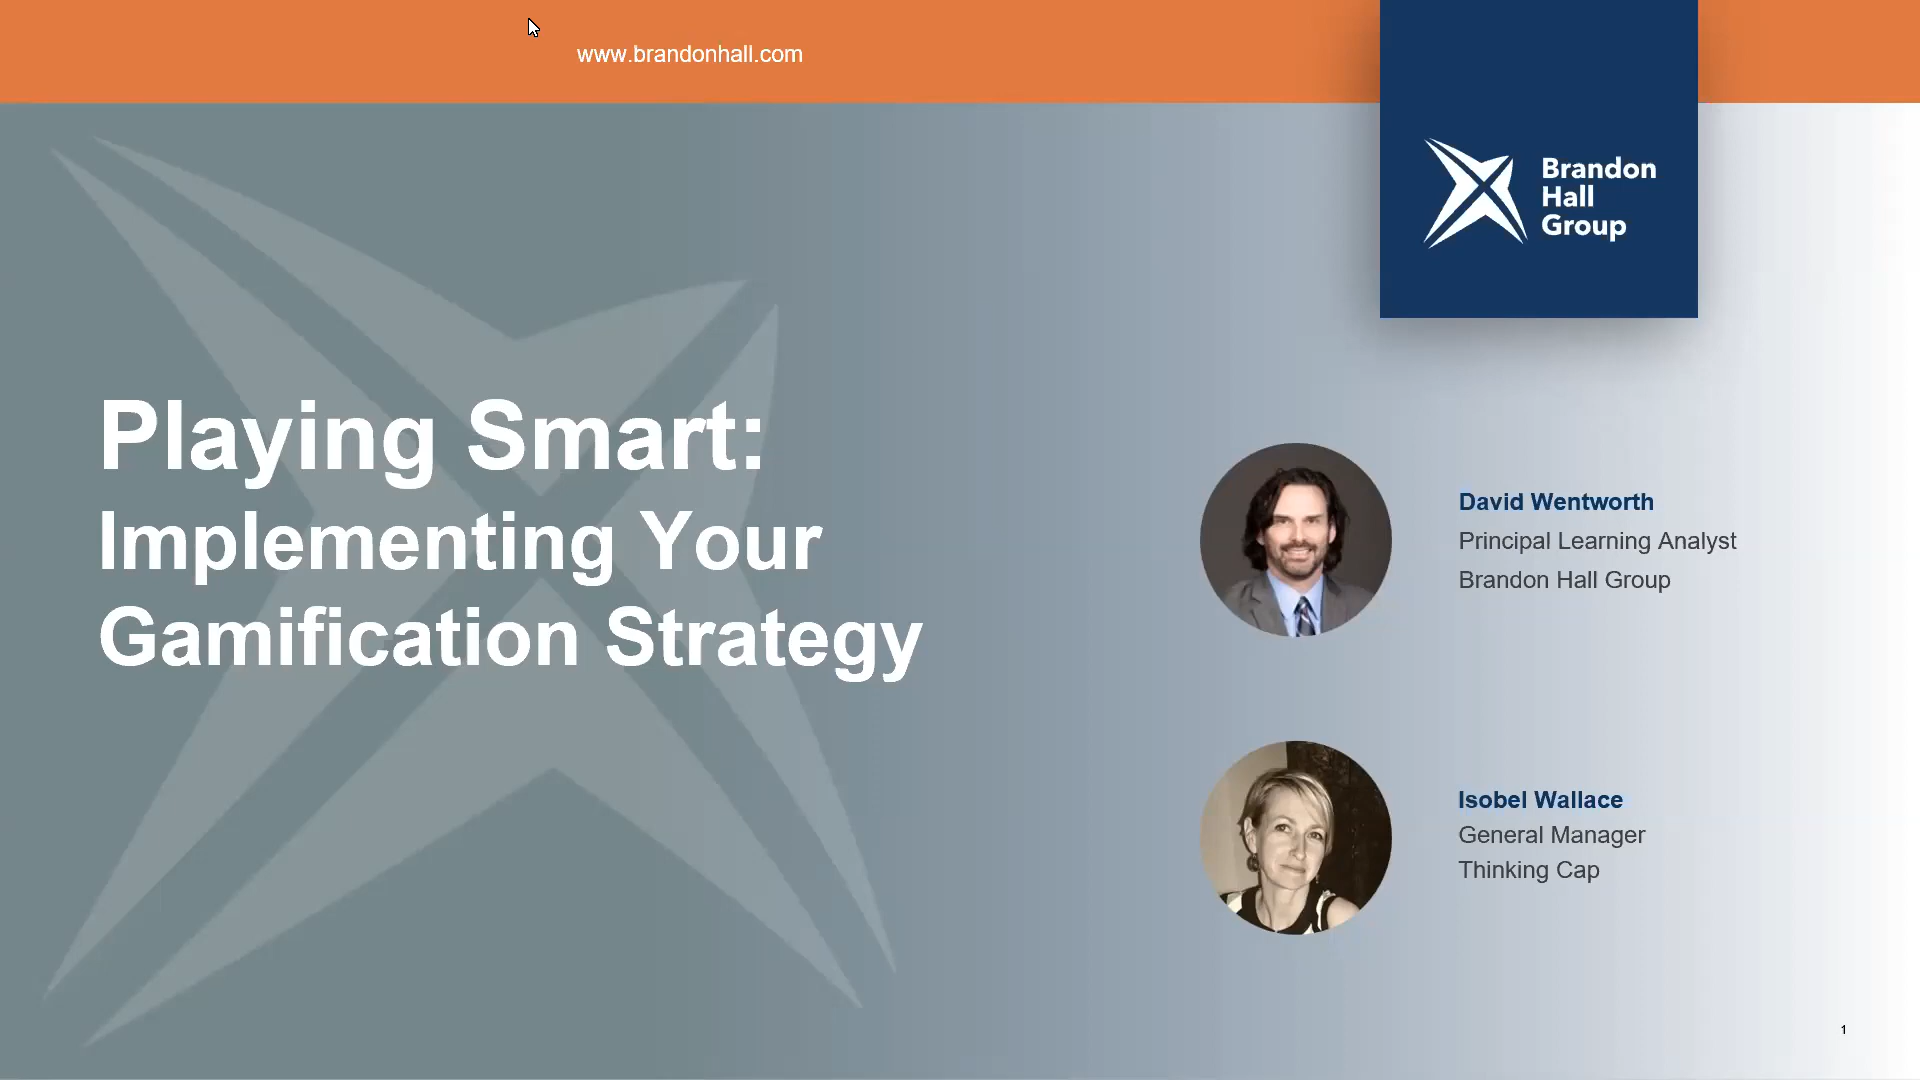 www.brandonhall.com
Brandon
Hall
Group
Playing Smart:
Implementing Your
Gamification Strategy
David Wentworth
Principal Learning Analyst
Brandon Hall Group
Isobel Wallace
General Manager
Thinking Cap
1